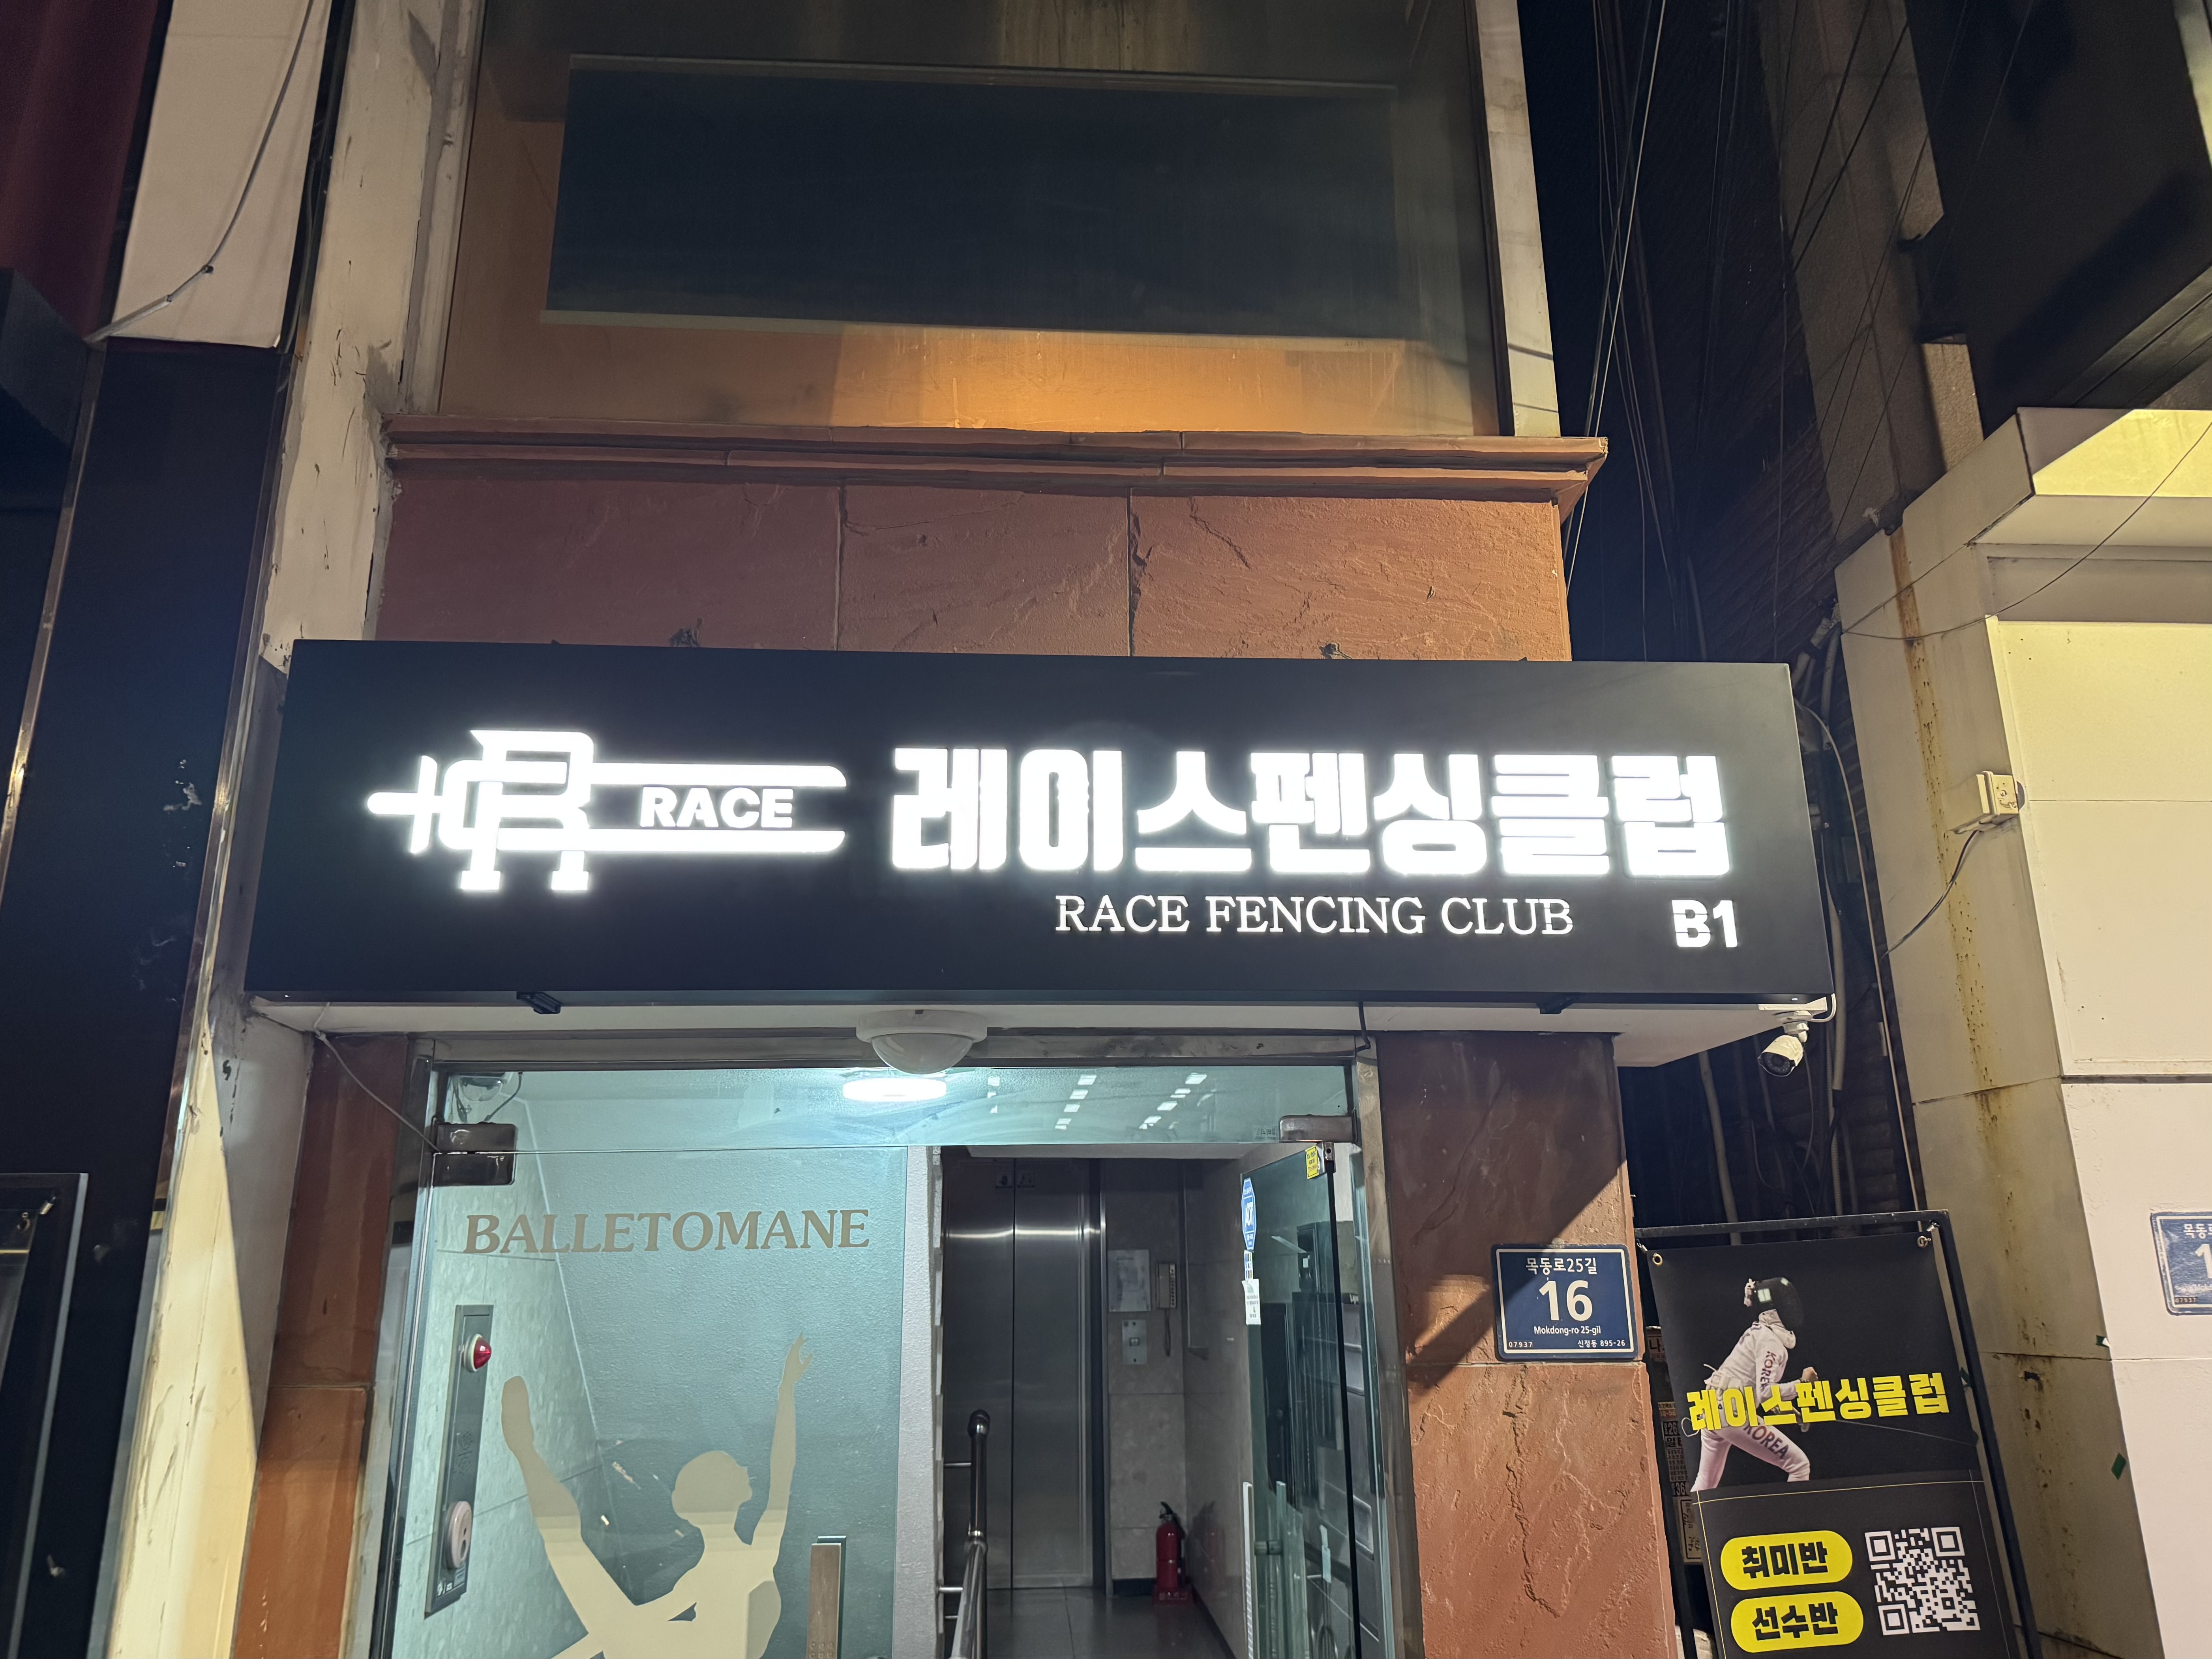 RACE
레이스펜싱클럽
RACE FENCING CLUB
B1
BALLETOMANE
목동로25길
16
Mokdong-ro 25-gil
07937
신정동 895-26
KOREA
레이스펜싱클럽
KOREA
취미반
선수반